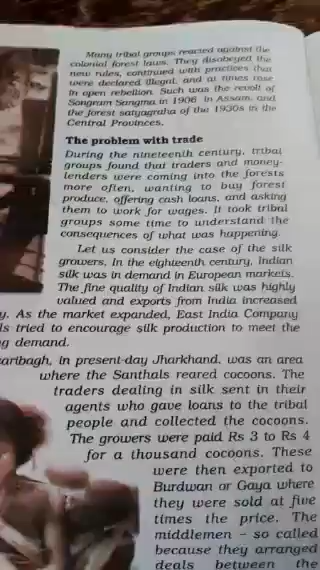 Many tribal groups reacted against the
colonial forest laws. They disobeyed the
new rules, continued with practices that
were declared illegal, and at times rose
in open rebellion. Such was the revolt of
Songram Sangma in 1906 in Assam, and
the forest satyagraha of the 1930s in the
Central Provinces.
The problem with trade
During the nineteenth century, tribal
groups found that traders and money-
lenders were coming into the forests
more often, wanting to buy forest
produce, offering cash loans, and asking
them to work for wages. It took tribal
groups some time to understand the
consequences of what was happening.
Let us consider the case of the silk
growers. In the eighteenth century, Indian
silk was in demand in European markets.
The fine quality of Indian silk was highly
valued and exports from India increased
y. As the market expanded, East India Company
ls tried to encourage silk production to meet the
g demand.
aribagh, in present-day Jharkhand, was an area
where the Santhals reared cocoons. The
traders dealing in silk sent in their
agents who gave loans to the tribal
people and collected the cocoons.
The growers were paid Rs 3 to Rs 4
for a thousand cocoons. These
were then exported to
Burdwan or Gaya where
they were sold at five
times the price. The
middlemen – so called
because they arranged
deals between the